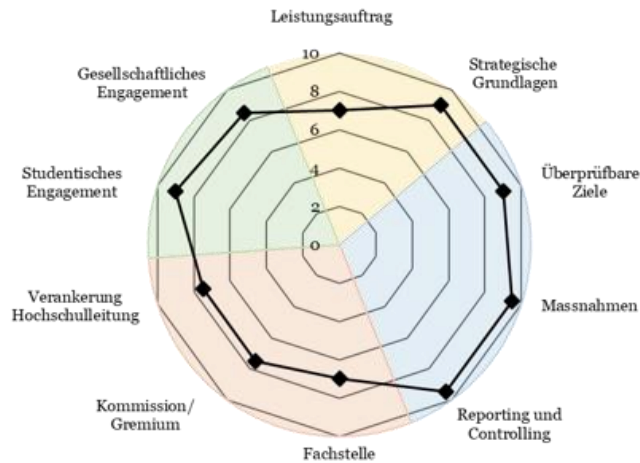 Leistungsauftrag
Strategische
Grundlagen
Überprüfbare
Ziele
Massnahmen
Reporting und
Controlling
Fachstelle
Kommission/
Gremium
Verankerung
Hochschulleitung
Studentisches
Engagement
Gesellschaftliches
Engagement
10
8
6
4
2
0